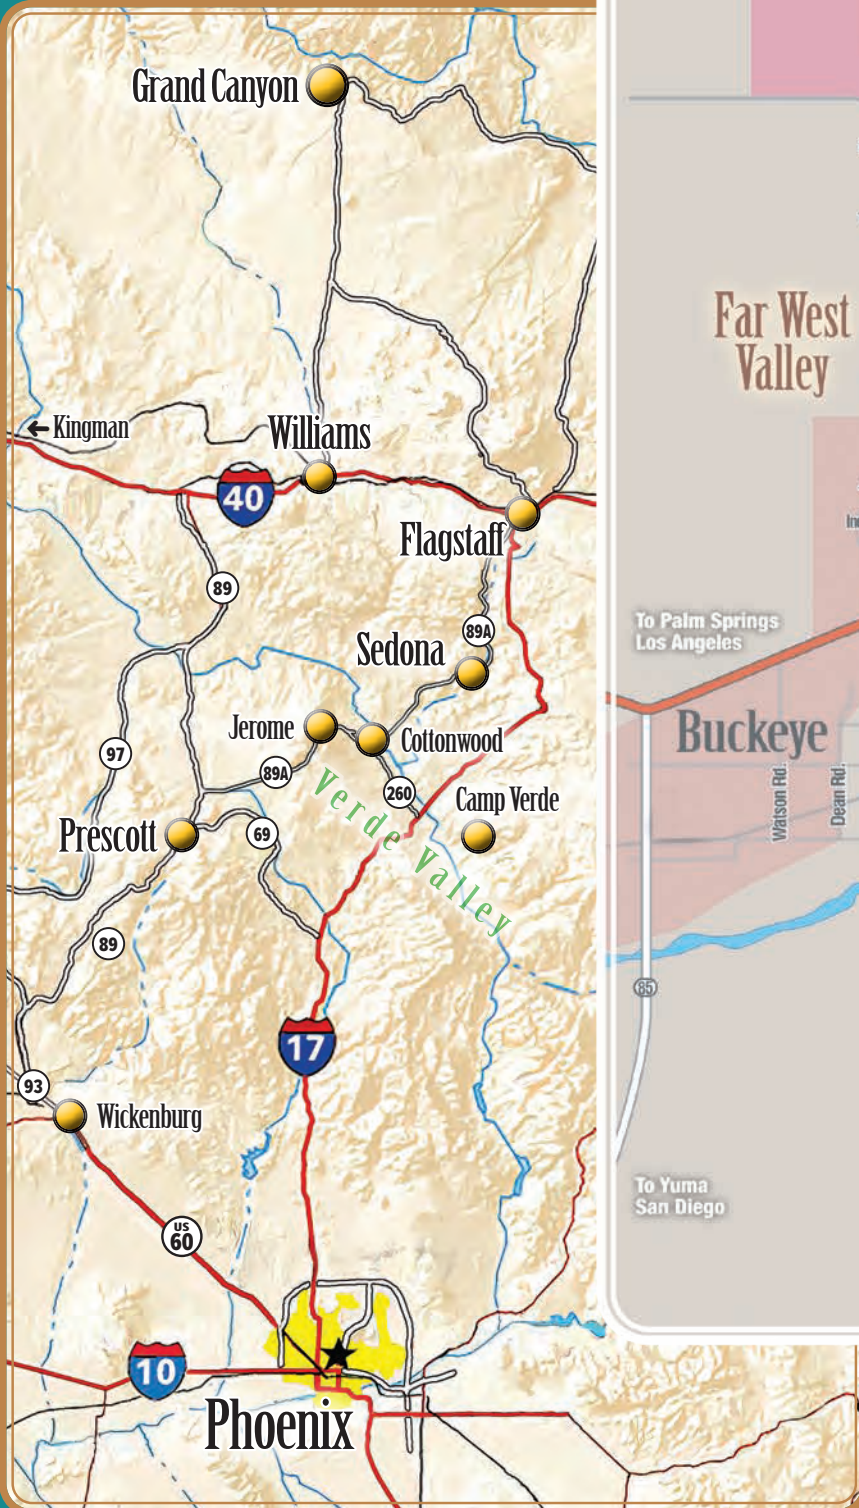 Grand Canyon
Kingman
Williams
40
Flagstaff
89
89A
Sedona
Jerome
Cottonwood
97
89A
260
Camp Verde
Prescott
69
Verde Valley
89
17
93
Wickenburg
US
60
10
Phoenix
Far West
Valley
To Palm Springs
Los Angeles
Buckeye
Watson Rd.
Dean Rd.
85
To Yuma
San Diego